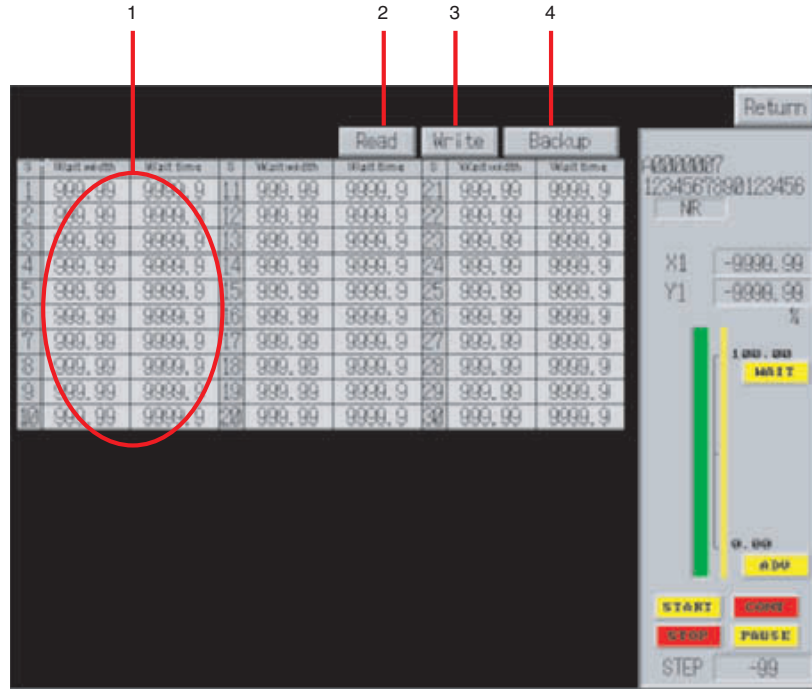 1 2 3 4
Return
Read Write Backup
S Wait width Wait time S Wait width Wait time S Wait width Wait time
1 999.99 9999.9 11 999.99 9999.9 21 999.99 9999.9
2 999.99 9999.9 12 999.99 9999.9 22 999.99 9999.9
3 999.99 9999.9 13 999.99 9999.9 23 999.99 9999.9
4 999.99 9999.9 14 999.99 9999.9 24 999.99 9999.9
5 999.99 9999.9 15 999.99 9999.9 25 999.99 9999.9
6 999.99 9999.9 16 999.99 9999.9 26 999.99 9999.9
7 999.99 9999.9 17 999.99 9999.9 27 999.99 9999.9
8 999.99 9999.9 18 999.99 9999.9 28 999.99 9999.9
9 999.99 9999.9 19 999.99 9999.9 29 999.99 9999.9
10 999.99 9999.9 20 999.99 9999.9 30 999.99 9999.9
1234567890123456
NR
X1 -9999.99
Y1 -9999.99
%
100.00
WAIT
0.00
ADV
START
STOP PAUSE
STEP -99